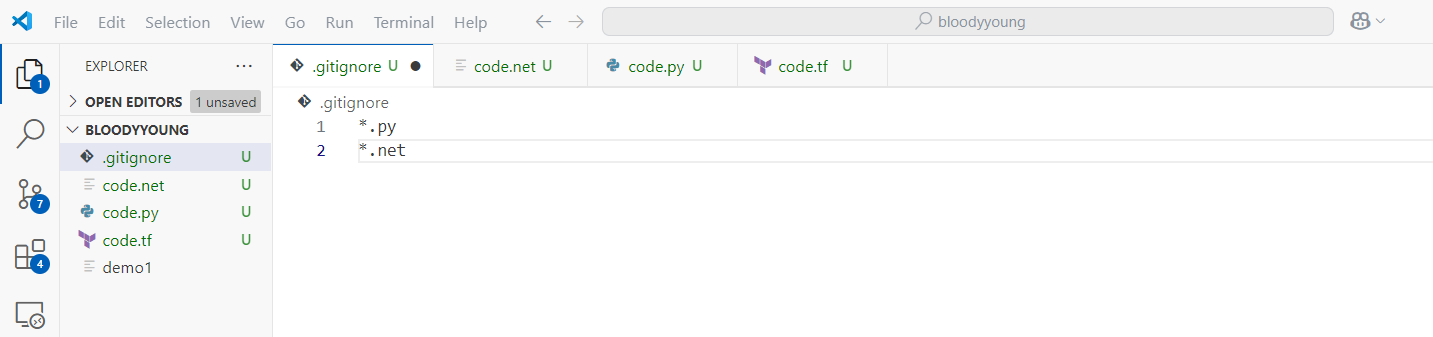 File Edit Selection View Go Run Terminal Help bloodyyoung
EXPLORER ...
.gitignore U code.net U code.py U code.tf U
1
OPEN EDITORS 1 unsaved
.gitignore
BLOODYYOUNG
1 *.py
2 *.net
.gitignore U
code.net U
7
code.py U
code.tf U
4
demo1